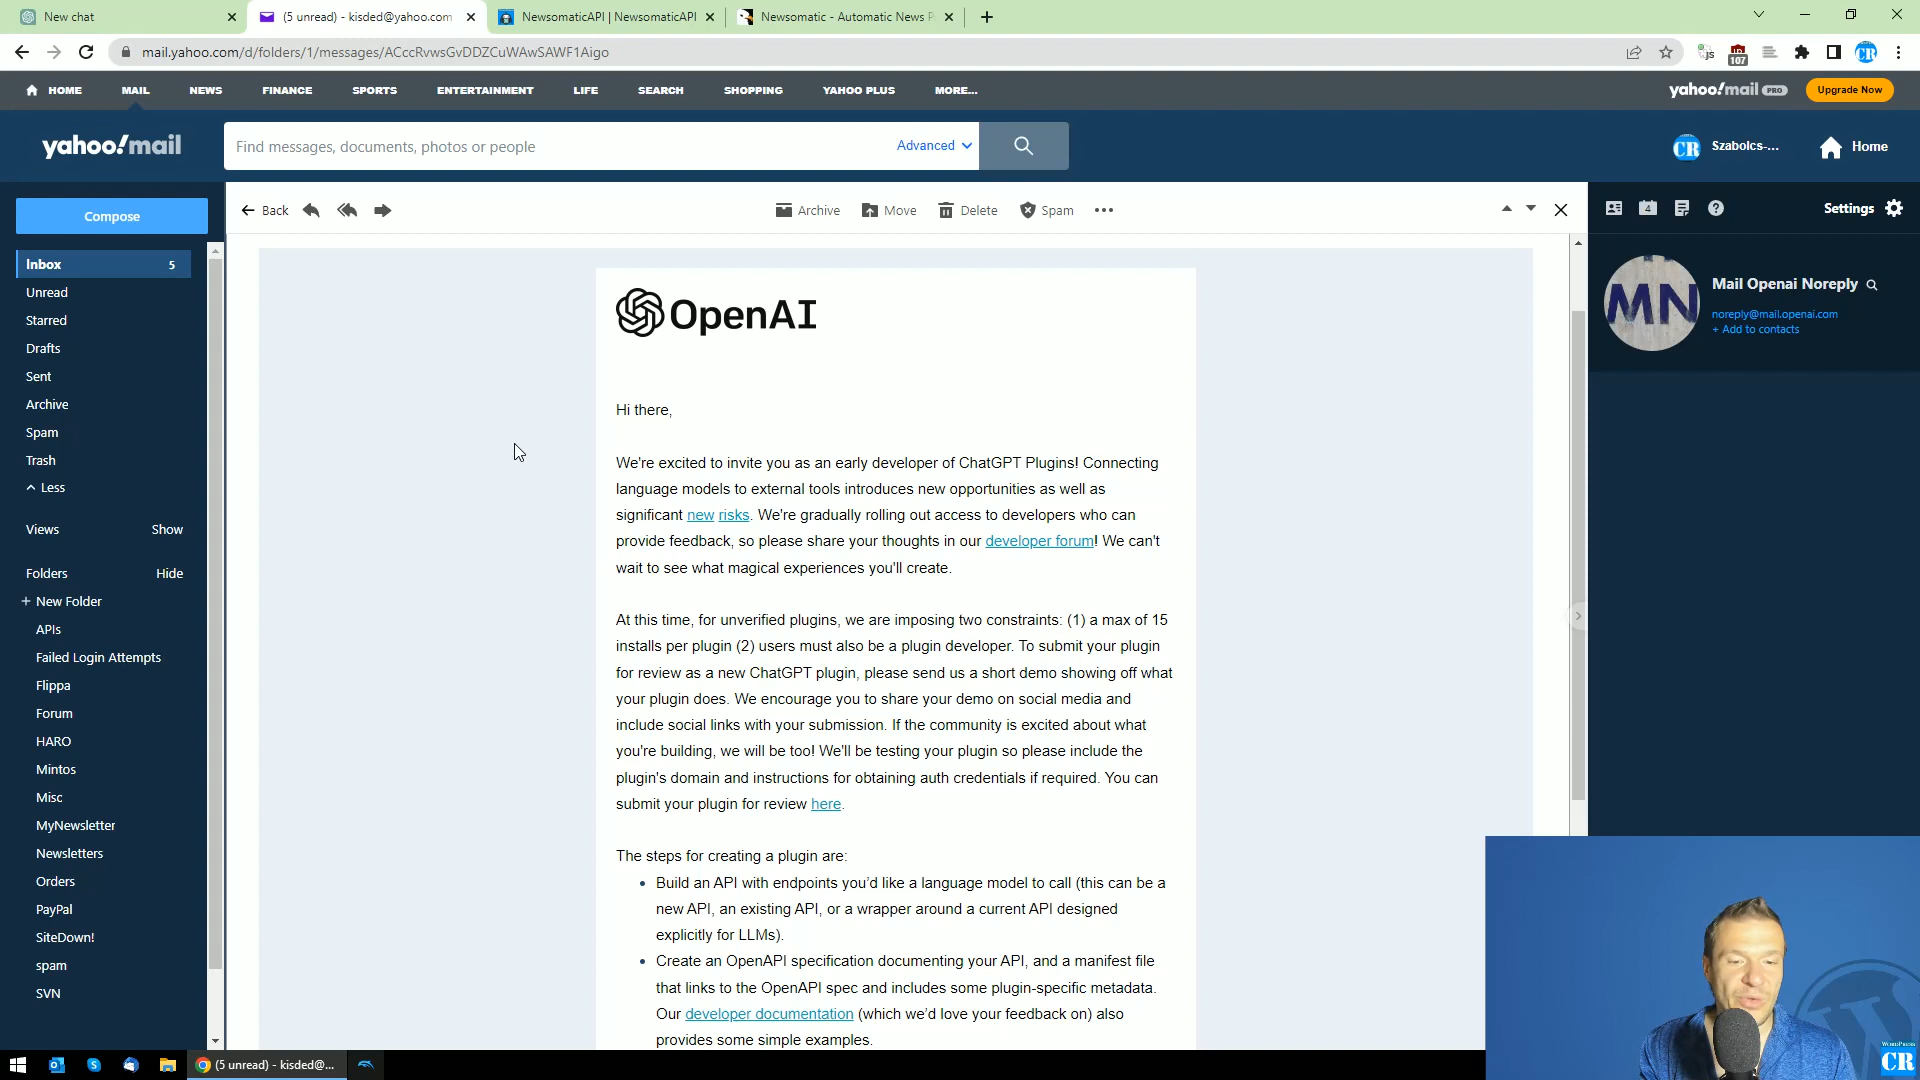 New chat
(5 unread) - kisded@yahoo.com
NewsomaticAPI | NewsomaticAPI
Newsomatic - Automatic News P
mail.yahoo.com/d/folders/1/messages/ACccRvwsGvDDZCuWAwSAWF1Aigo
107
CR
HOME
MAIL
NEWS
FINANCE
SPORTS
ENTERTAINMENT
LIFE
SEARCH
SHOPPING
YAHOO PLUS
MORE...
yahoo!mail PRO
Upgrade Now
yahoo!mail
Find messages, documents, photos or people
Advanced
CR
Szabolcs-...
Home
Compose
Back
Archive
Move
Delete
Spam
4
Settings
Inbox 5
Unread
Starred
Drafts
Sent
Archive
Spam
Trash
Less
Views Show
Folders Hide
+ New Folder
APIs
Failed Login Attempts
Flippa
Forum
HARO
Mintos
Misc
MyNewsletter
Newsletters
Orders
PayPal
SiteDown!
spam
SVN
OpenAI
Hi there,
We're excited to invite you as an early developer of ChatGPT Plugins! Connecting
language models to external tools introduces new opportunities as well as
significant new risks. We're gradually rolling out access to developers who can
provide feedback, so please share your thoughts in our developer forum! We can't
wait to see what magical experiences you'll create.
At this time, for unverified plugins, we are imposing two constraints: (1) a max of 15
installs per plugin (2) users must also be a plugin developer. To submit your plugin
for review as a new ChatGPT plugin, please send us a short demo showing off what
your plugin does. We encourage you to share your demo on social media and
include social links with your submission. If the community is excited about what
you're building, we will be too! We'll be testing your plugin so please include the
plugin's domain and instructions for obtaining auth credentials if required. You can
submit your plugin for review here.
The steps for creating a plugin are:
• Build an API with endpoints you'd like a language model to call (this can be a
new API, an existing API, or a wrapper around a current API designed
explicitly for LLMs).
• Create an OpenAPI specification documenting your API, and a manifest file
that links to the OpenAPI spec and includes some plugin-specific metadata.
Our developer documentation (which we'd love your feedback on) also
provides some simple examples.
MN
Mail Openai Noreply
noreply@mail.openai.com
+ Add to contacts
(5 unread) - kisded@...
WORDPRESS
CR